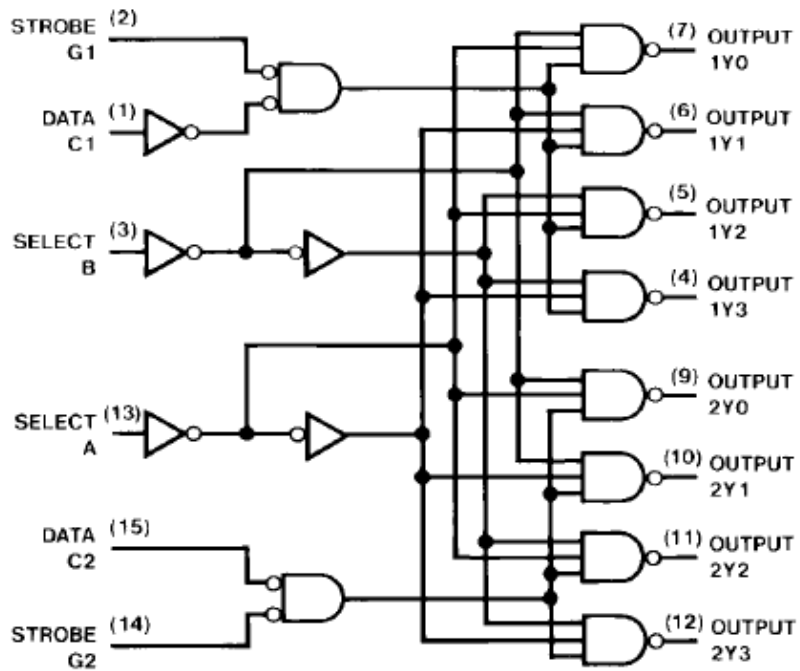 STROBE (2)
G1
DATA (1)
C1
SELECT (3)
B
SELECT (13)
A
DATA (15)
C2
STROBE (14)
G2
(7) OUTPUT
1Y0
(6) OUTPUT
1Y1
(5) OUTPUT
1Y2
(4) OUTPUT
1Y3
(9) OUTPUT
2Y0
(10) OUTPUT
2Y1
(11) OUTPUT
2Y2
(12) OUTPUT
2Y3